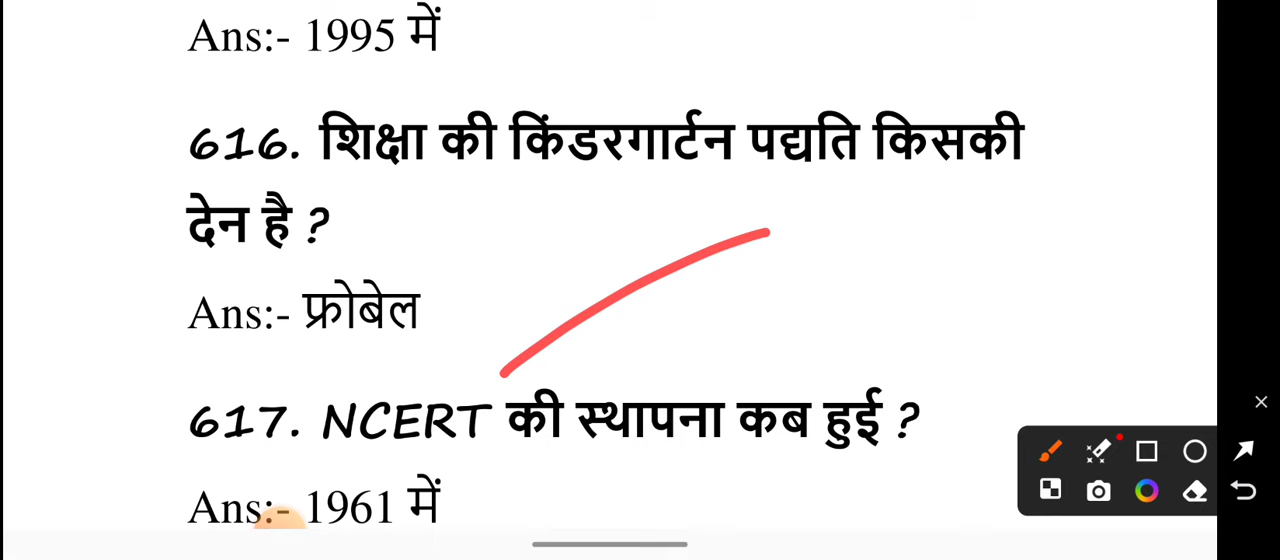 Ans:- 1995 में
616. शिक्षा की किंडरगार्टन पद्यति किसकी
देन है ?
Ans:- फ्रोबेल
617. NCERT की स्थापना कब हुई ?
Ans:- 1961 में